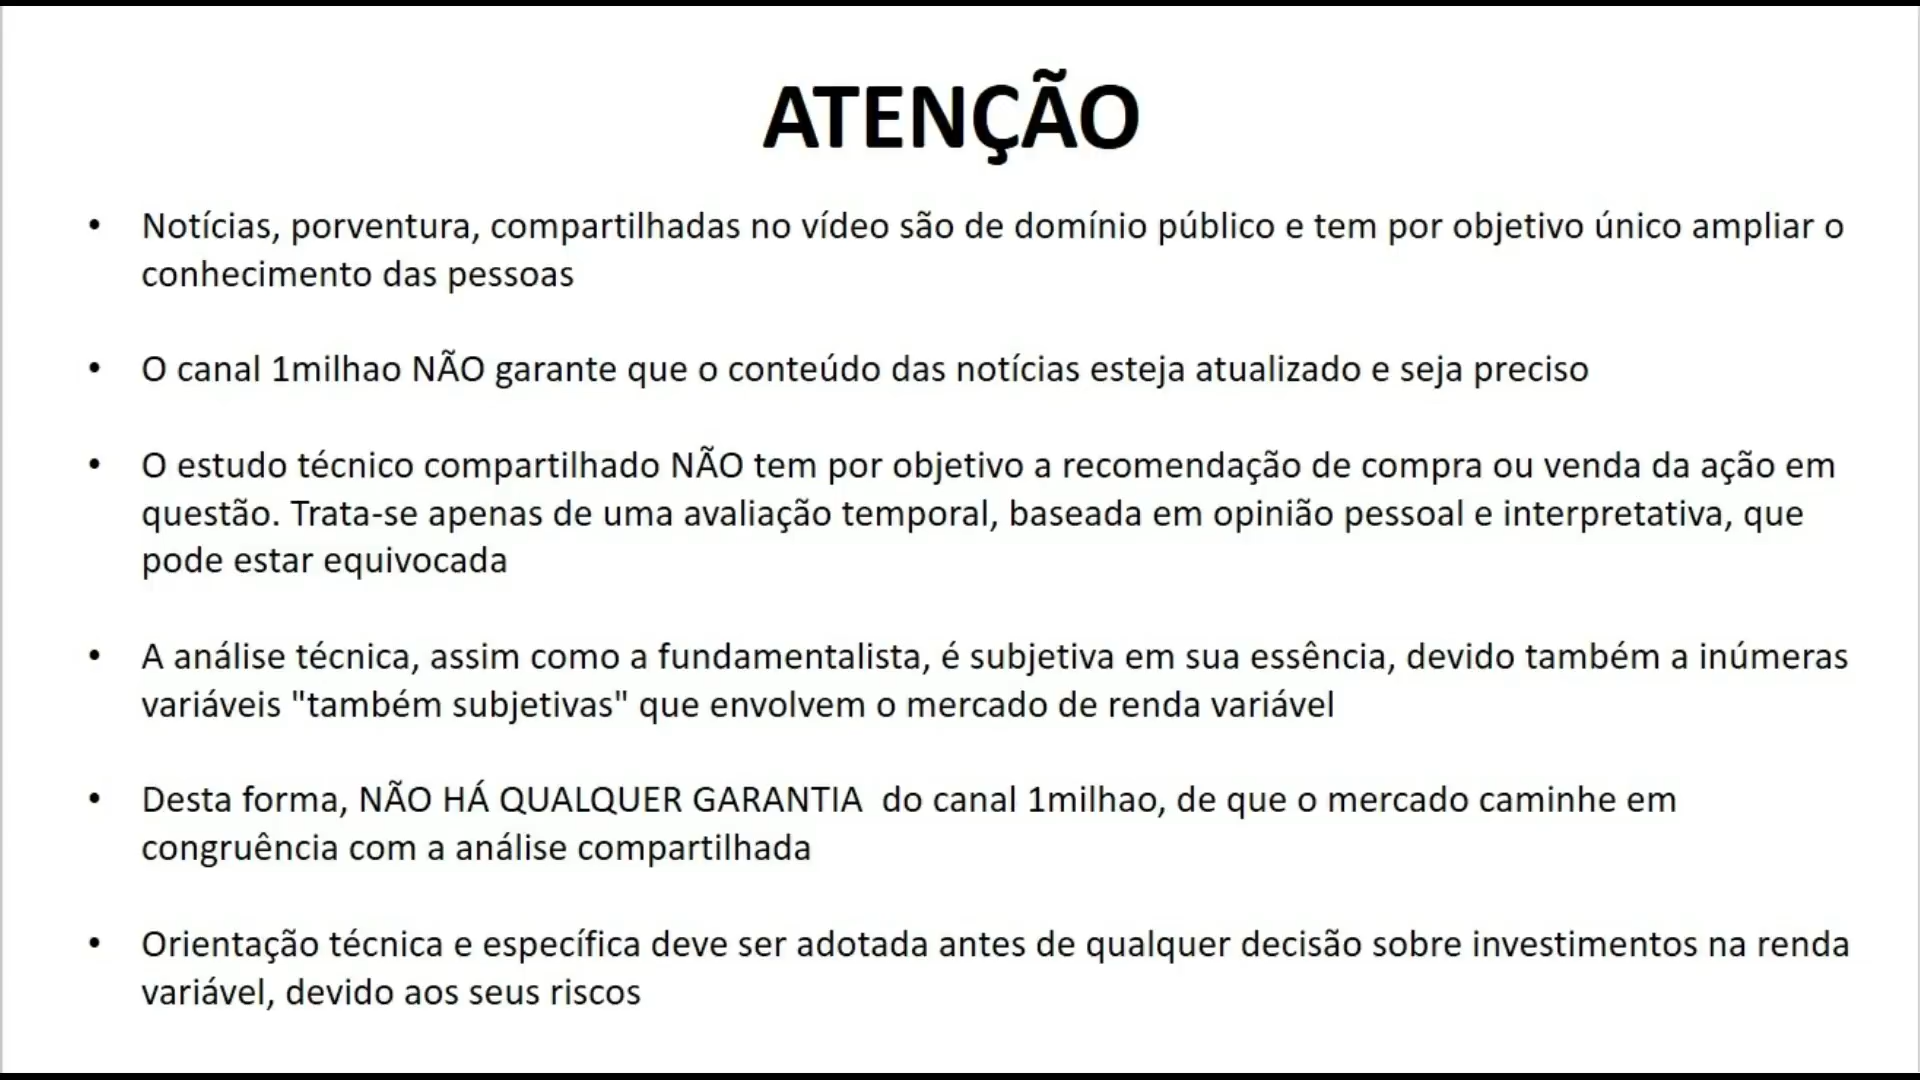 ATENÇÃO
• Notícias, porventura, compartilhadas no vídeo são de domínio público e tem por objetivo único ampliar o
conhecimento das pessoas
• O canal 1milhao NÃO garante que o conteúdo das notícias esteja atualizado e seja preciso
• O estudo técnico compartilhado NÃO tem por objetivo a recomendação de compra ou venda da ação em
questão. Trata-se apenas de uma avaliação temporal, baseada em opinião pessoal e interpretativa, que
pode estar equivocada
• A análise técnica, assim como a fundamentalista, é subjetiva em sua essência, devido também a inúmeras
variáveis "também subjetivas" que envolvem o mercado de renda variável
• Desta forma, NÃO HÁ QUALQUER GARANTIA  do canal 1milhao, de que o mercado caminhe em
congruência com a análise compartilhada
• Orientação técnica e específica deve ser adotada antes de qualquer decisão sobre investimentos na renda
variável, devido aos seus riscos